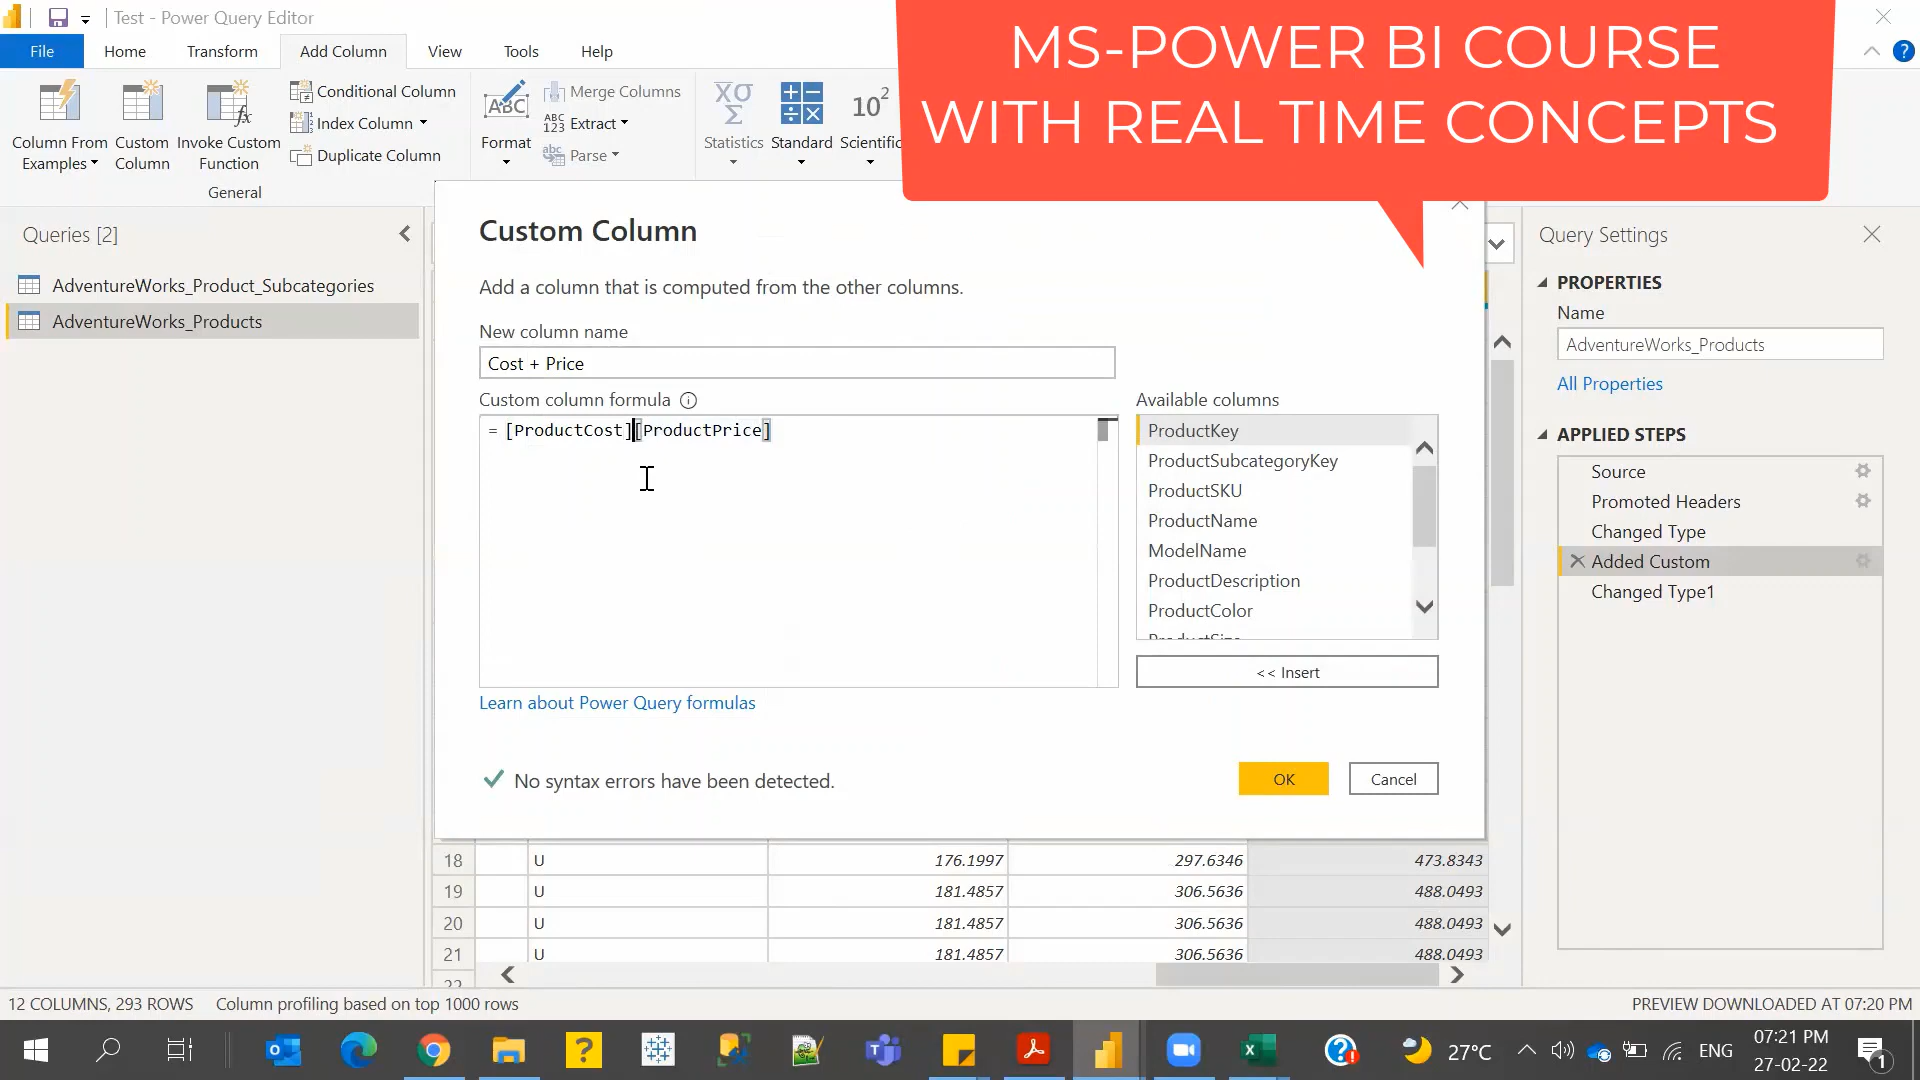 Test - Power Query Editor
MS-POWER BI COURSE
WITH REAL TIME CONCEPTS
File
Home
Transform
Add Column
View
Tools
Help
?
Column From
Examples
Custom
Column
Invoke Custom
Function
Conditional Column
Index Column
Duplicate Column
General
ABC
Format
Merge Columns
ABC
123
Extract
abc
Parse
Statistics
Standard
10²
Scientific
Queries [2]
AdventureWorks_Product_Subcategories
AdventureWorks_Products
Custom Column
Add a column that is computed from the other columns.
New column name
Cost + Price
Custom column formula
= [ProductCost][ProductPrice]
Learn about Power Query formulas
No syntax errors have been detected.
Available columns
ProductKey
ProductSubcategoryKey
ProductSKU
ProductName
ModelName
ProductDescription
ProductColor
ProductSize
<< Insert
OK
Cancel
18 U 176.1997 297.6346 473.8343
19 U 181.4857 306.5636 488.0493
20 U 181.4857 306.5636 488.0493
21 U 181.4857 306.5636 488.0493
22
Query Settings
PROPERTIES
Name
AdventureWorks_Products
All Properties
APPLIED STEPS
Source
Promoted Headers
Changed Type
Added Custom
Changed Type1
12 COLUMNS, 293 ROWS
Column profiling based on top 1000 rows
PREVIEW DOWNLOADED AT 07:20 PM
27°C
ENG
07:21 PM
27-02-22
1